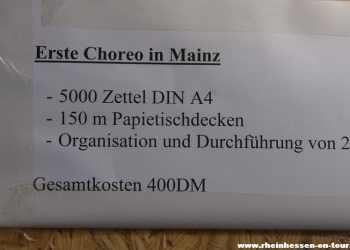 Erste Choreo in Mainz
- 5000 Zettel DIN A4
- 150 m Papietischdecken
- Organisation und Durchführung von 2
Gesamtkosten 400DM
www.rheinhessen-on-tour